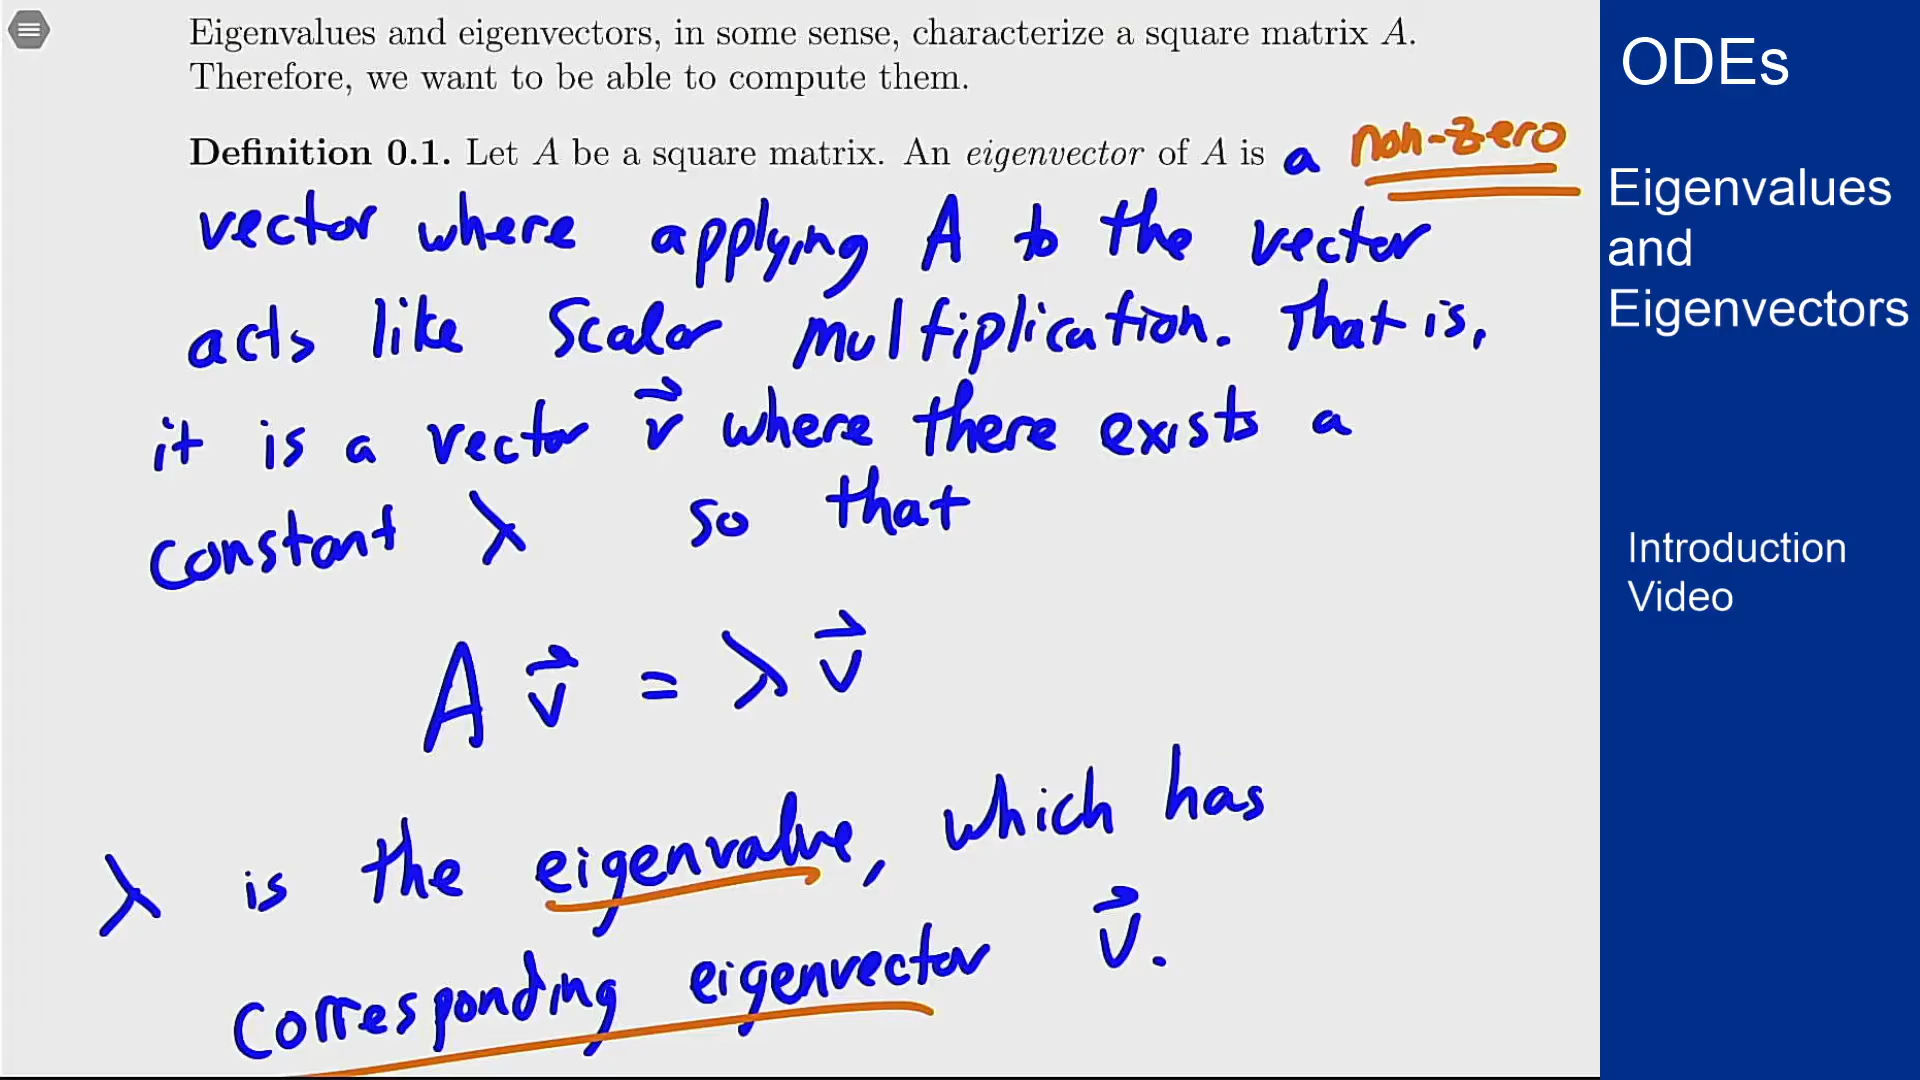 Eigenvalues and eigenvectors, in some sense, characterize a square matrix A.
Therefore, we want to be able to compute them.
Definition 0.1. Let A be a square matrix. An eigenvector of A is a non-zero
vector where applying A to the vector
acts like Scalar multiplication. That is,
it is a vector v⃗ where there exists a
constant λ so that
A v⃗ = λ v⃗
λ is the eigenvalue, which has
corresponding eigenvector v⃗.
ODEs
Eigenvalues
and
Eigenvectors
Introduction
Video